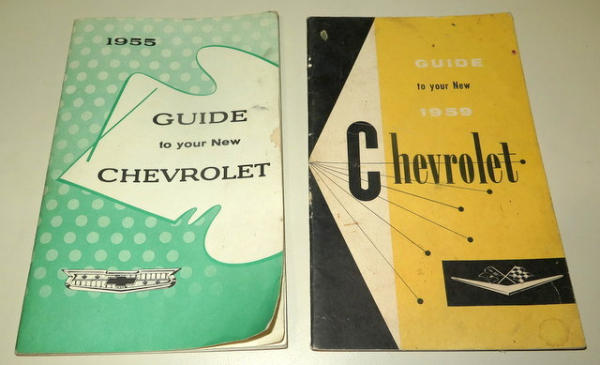 1955
GUIDE
to your New
CHEVROLET
GUIDE
to your New
1959
Chevrolet